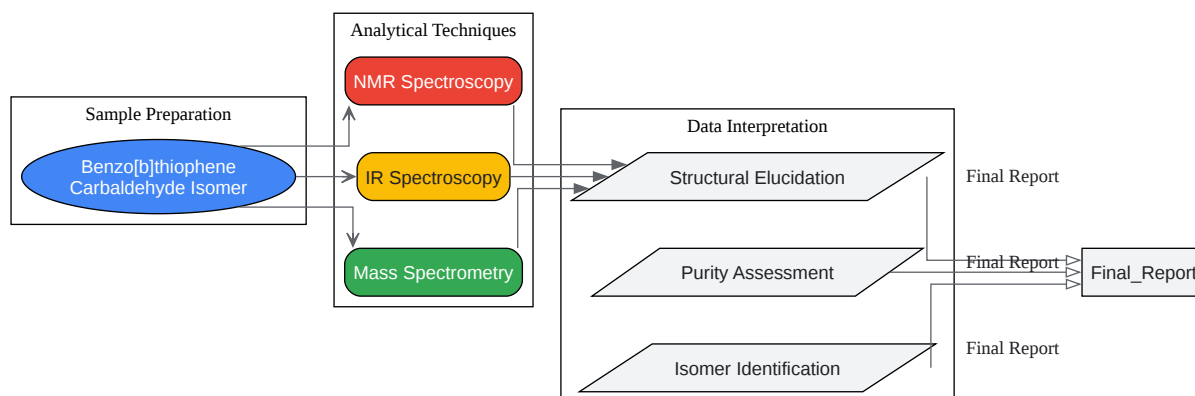 Sample Preparation
Benzo[b]thiophene
Carbaldehyde Isomer
Analytical Techniques
NMR Spectroscopy
IR Spectroscopy
Mass Spectrometry
Data Interpretation
Structural Elucidation
Purity Assessment
Isomer Identification
Final Report
Final Report
Final Report
Final_Report